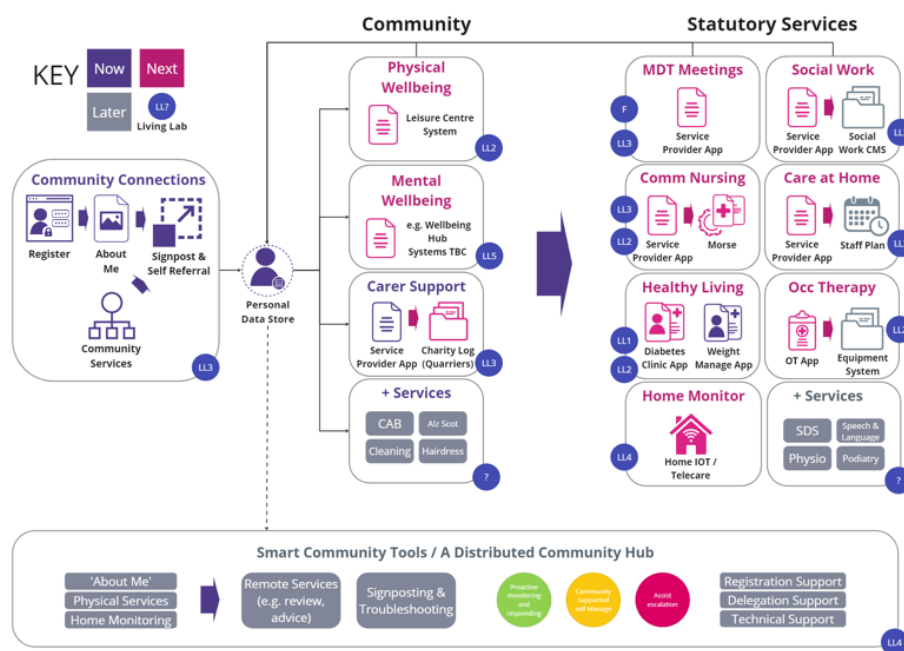 Community
Statutory Services
KEY
Now
Next
Later
LL?
Living Lab
Community Connections
Register
About
Me
Signpost &
Self Referral
Community
Services
LL3
Personal
Data Store
Physical
Wellbeing
Leisure Centre
System
LL2
Mental
Wellbeing
e.g. Wellbeing
Hub
Systems TBC
LL5
Carer Support
Service
Provider App
Charity Log
(Quarriers)
LL3
+ Services
CAB
Alz Scot
Cleaning
Hairdress
?
MDT Meetings
F
LL3
Service
Provider App
Social Work
Service
Provider App
Social
Work CMS
Comm Nursing
LL3
LL2
Service
Provider App
Morse
Care at Home
Service
Provider App
Staff Plan
Healthy Living
LL1
LL2
Diabetes
Clinic App
Weight
Manage App
Occ Therapy
OT App
Equipment
System
Home Monitor
LL4
Home IOT /
Telecare
+ Services
SDS
Speech &
Language
Physio
Podiatry
?
Smart Community Tools / A Distributed Community Hub
'About Me'
Physical Services
Home Monitoring
Remote Services
(e.g. review,
advice)
Signposting &
Troubleshooting
Proactive
monitoring
and
responding
Community
supported
self Manage
Assist
escalation
Registration Support
Delegation Support
Technical Support
LL4